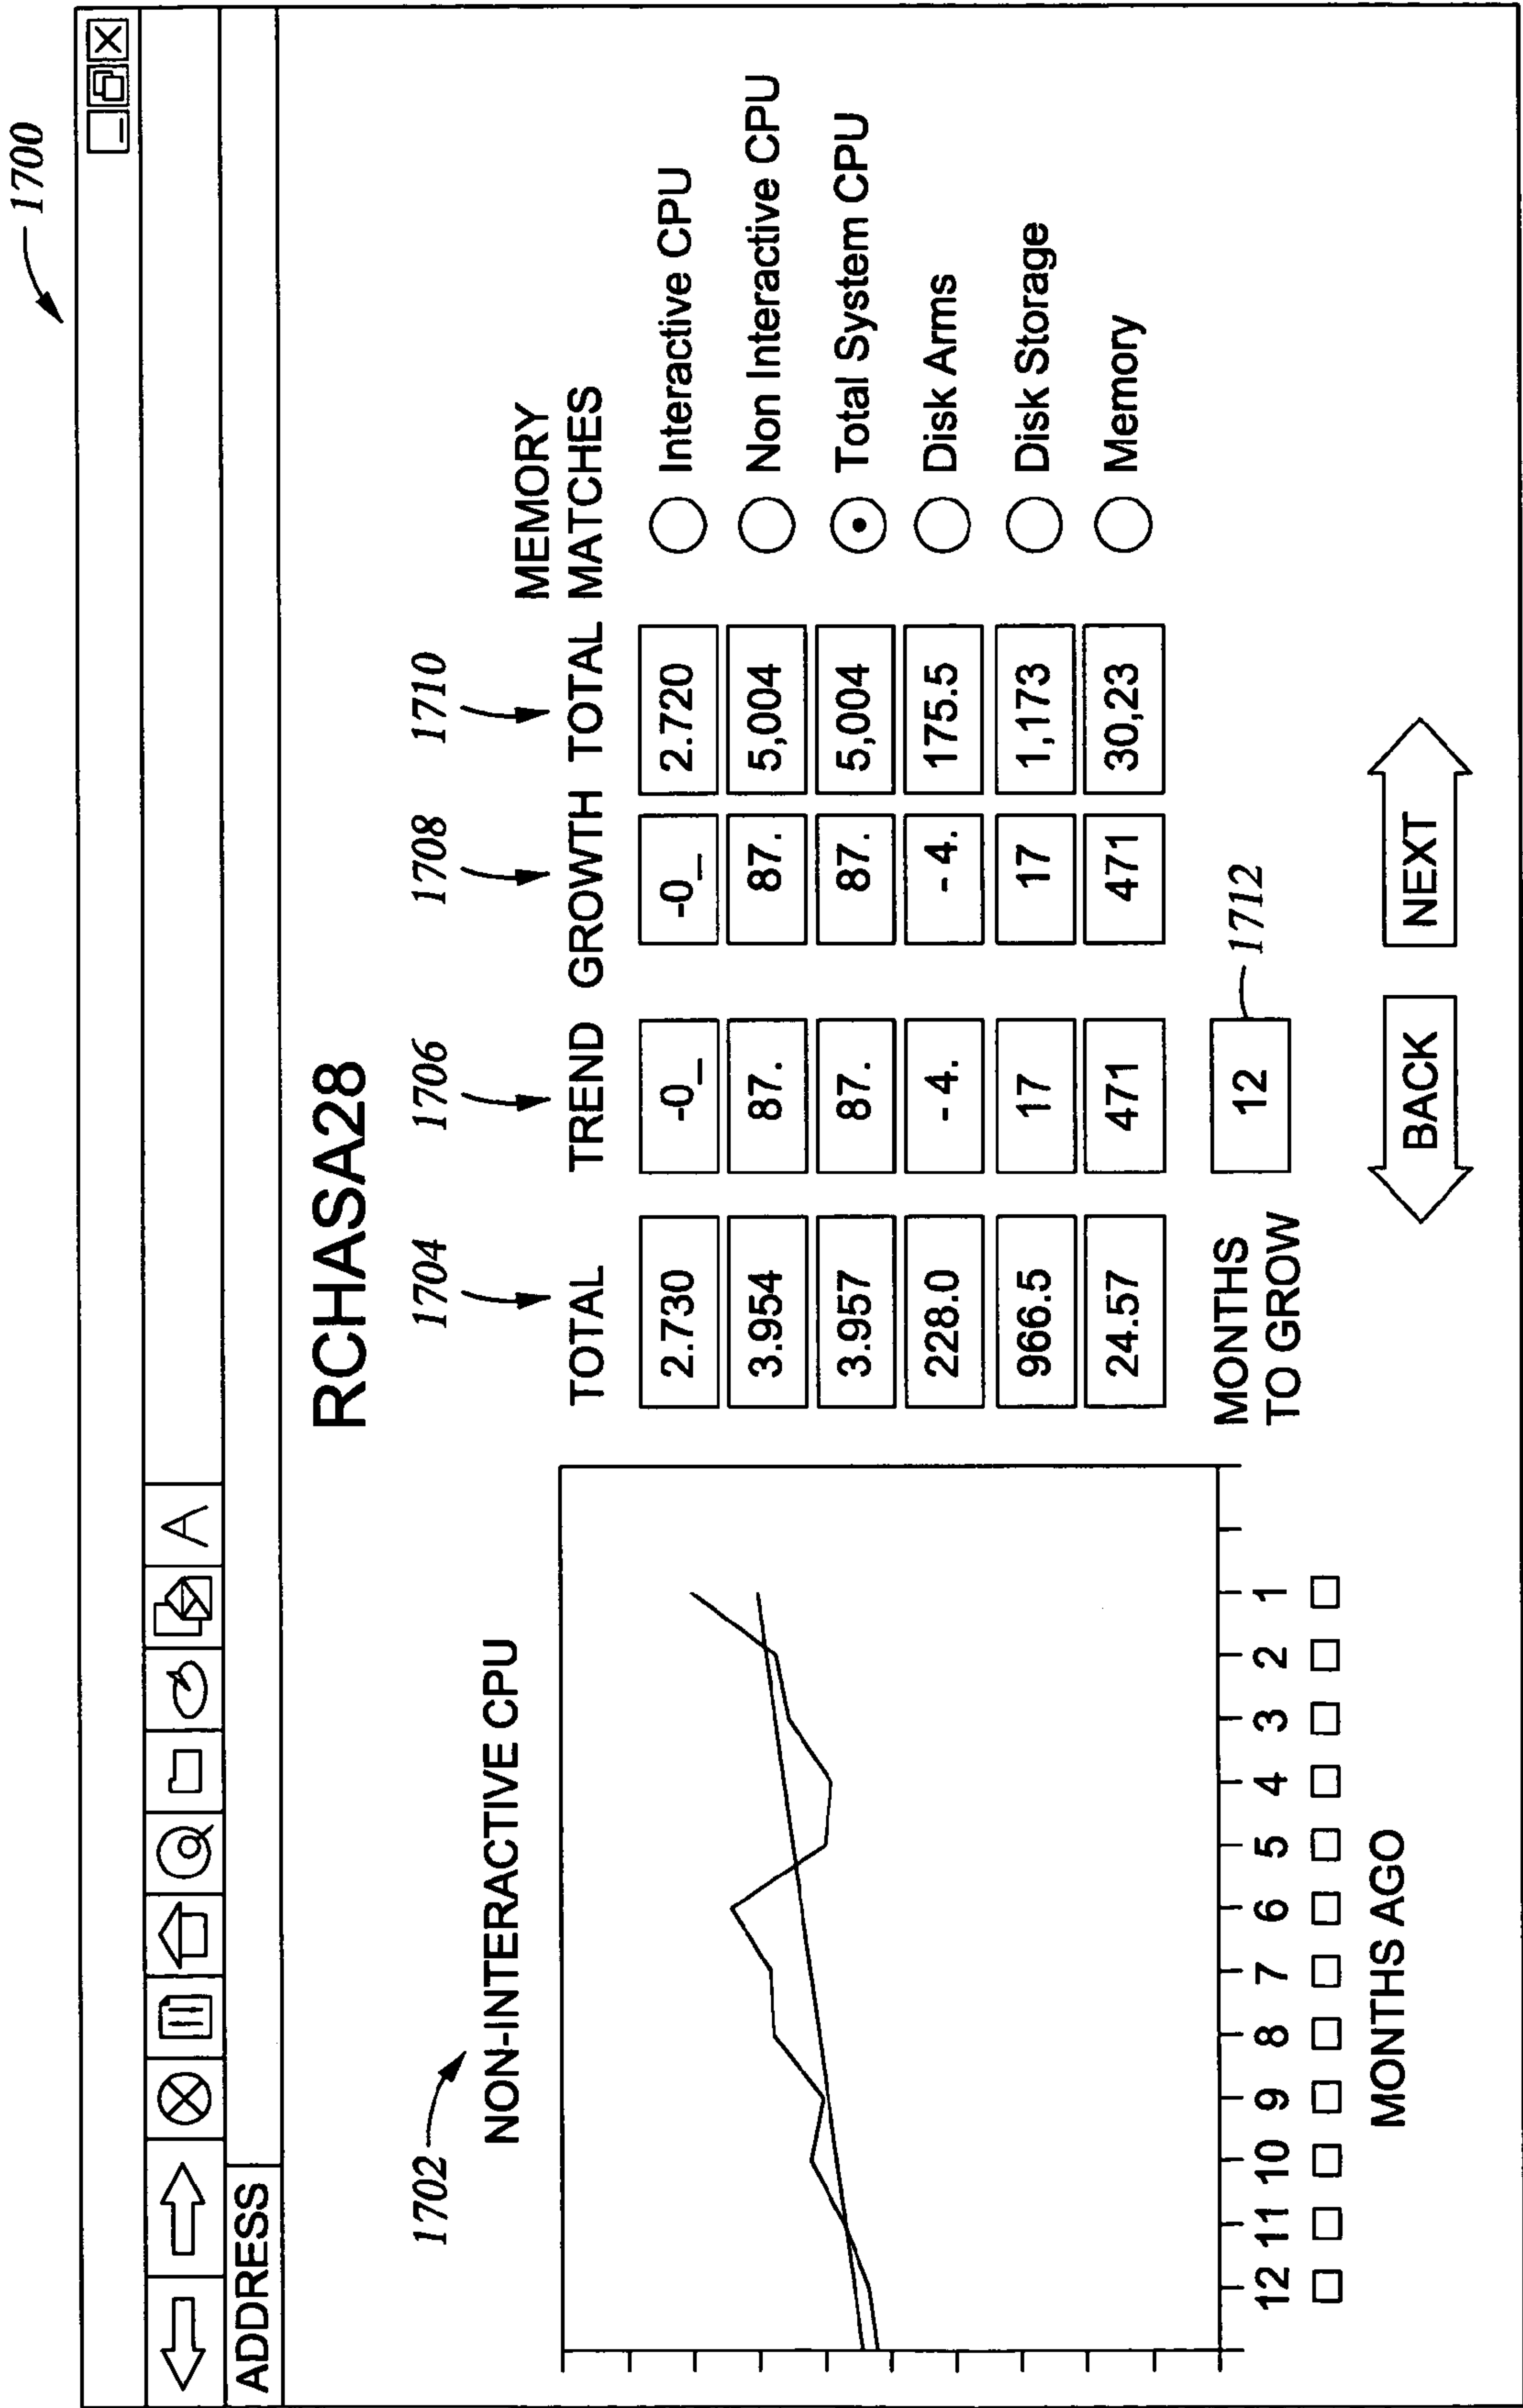 1700
ADDRESS
RCHASA28
1702
NON-INTERACTIVE CPU
12 11 10 9 8 7 6 5 4 3 2 1
MONTHS AGO
1704 1706 1708 1710
MEMORY
TOTAL TREND GROWTH TOTAL MATCHES
2.730 -0_ -0_ 2.720 Interactive CPU
3.954 87. 87. 5,004 Non Interactive CPU
3.957 87. 87. 5,004 Total System CPU
228.0 - 4. - 4. 175.5 Disk Arms
966.5 17 17 1,173 Disk Storage
24.57 471 471 30,23 Memory
MONTHS
TO GROW
12
1712
BACK NEXT